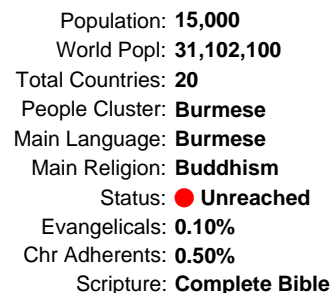 Population: 15,000
World Popl: 31,102,100
Total Countries: 20
People Cluster: Burmese
Main Language: Burmese
Main Religion: Buddhism
Status: Unreached
Evangelicals: 0.10%
Chr Adherents: 0.50%
Scripture: Complete Bible